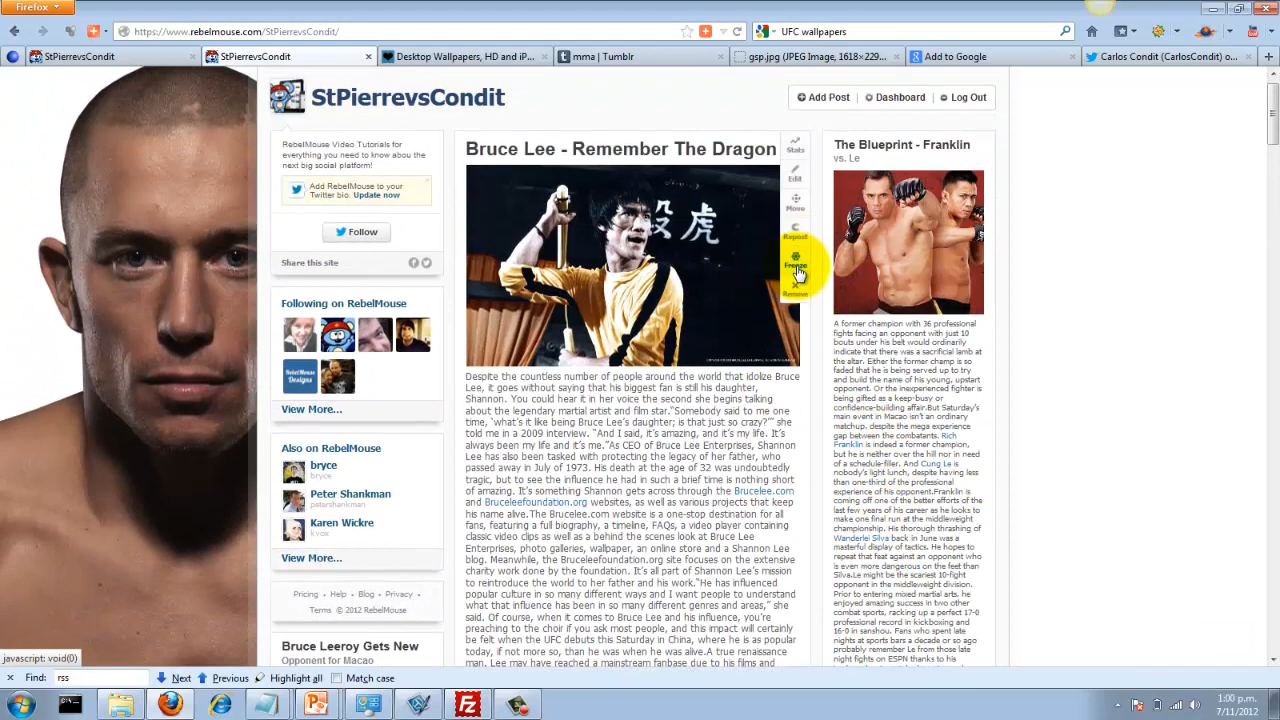 Firefox
https://www.rebelmouse.com/StPierrevsCondit/
UFC wallpapers
StPierrevsCondit
StPierrevsCondit
Desktop Wallpapers, HD and iP...
mma | Tumblr
gsp.jpg (JPEG Image, 1618×229...
Add to Google
Carlos Condit (CarlosCondit) o...
StPierrevsCondit
Add Post
Dashboard
Log Out
RebelMouse Video Tutorials for
everything you need to know abou the
next big social platform!
Add RebelMouse to your
Twitter bio. Update now
Follow
Share this site
Following on RebelMouse
View More...
Also on RebelMouse
bryce
bryce
Peter Shankman
petershankman
Karen Wickre
kvox
View More...
Pricing • Help • Blog • Privacy •
Terms © 2012 RebelMouse
Bruce Leeroy Gets New
Opponent for Macao
Bruce Lee - Remember The Dragon
Stats
Edit
Move
Repost
Freeze
Remove
殺虎
Despite the countless number of people around the world that idolize Bruce
Lee, it goes without saying that his biggest fan is still his daughter,
Shannon. You could hear it in her voice the second she begins talking
about the legendary martial artist and film star."Somebody said to me one
time, 'what's it like being Bruce Lee's daughter; is that just so crazy?'" she
told me in a 2009 interview. "And I said, it's amazing, and it's my life. It's
always been my life and it's me."As CEO of Bruce Lee Enterprises, Shannon
Lee has also been tasked with protecting the legacy of her father, who
passed away in July of 1973. His death at the age of 32 was undoubtedly
tragic, but to see the influence he had in such a brief time is nothing short
of amazing. It's something Shannon gets across through the Brucelee.com
and Bruceleefoundation.org websites, as well as various projects that keep
his name alive.The Brucelee.com website is a one-stop destination for all
fans, featuring a full biography, a timeline, FAQs, a video player containing
classic video clips as well as a behind the scenes look at Bruce Lee
Enterprises, photo galleries, wallpaper, an online store and a Shannon Lee
blog. Meanwhile, the Bruceleefoundation.org site focuses on the extensive
charity work done by the foundation. It's all part of Shannon Lee's mission
to reintroduce the world to her father and his work."He has influenced
popular culture in so many different ways and I want people to understand
what that influence has been in so many different genres and areas," she
said. Of course, when it comes to Bruce Lee and his influence, you're
preaching to the choir if you ask most people, and this impact will certainly
be felt when the UFC debuts this Saturday in China, where he is as popular
today, if not more so, than he was when he was alive.A true renaissance
man, Lee may have reached a mainstream fanbase due to his films and
The Blueprint - Franklin
vs. Le
A former champion with 36 professional
fights facing an opponent with just 10
bouts under his belt would ordinarily
indicate that there was a sacrificial lamb at
the altar. Either the former champ is so
faded that he is being served up to try
and build the name of his young, upstart
opponent. Or the inexperienced fighter is
being gifted as a keep-busy or
confidence-building affair.But Saturday's
main event in Macao isn't an ordinary
matchup, despite the mega experience
gap between the combatants. Rich
Franklin is indeed a former champion,
but he is neither over the hill nor in need
of a schedule-filler. And Cung Le is
nobody's light lunch, despite having less
than one-third of the professional
experience of his opponent.Franklin is
coming off one of the better efforts of the
last few years of his career as he looks to
make one final run at the middleweight
championship. His thorough thrashing of
Wanderlei Silva back in June was a
masterful display of tactics. He hopes to
repeat that feat against an opponent who
is even more dangerous on the feet than
Silva.Le might be the scariest 10-fight
opponent in the middleweight division.
Prior to entering mixed martial arts, he
enjoyed amazing success in two other
combat sports, racking up a perfect 17-0
professional record in kickboxing and
16-0 in sanshou. Fans who spent late
nights at sports bars a decade or so ago
probably remember Le from those late
night fights on ESPN thanks to his
javascript: void(0)
Find:
rss
Next
Previous
Highlight all
Match case
1:00 p.m.
7/11/2012